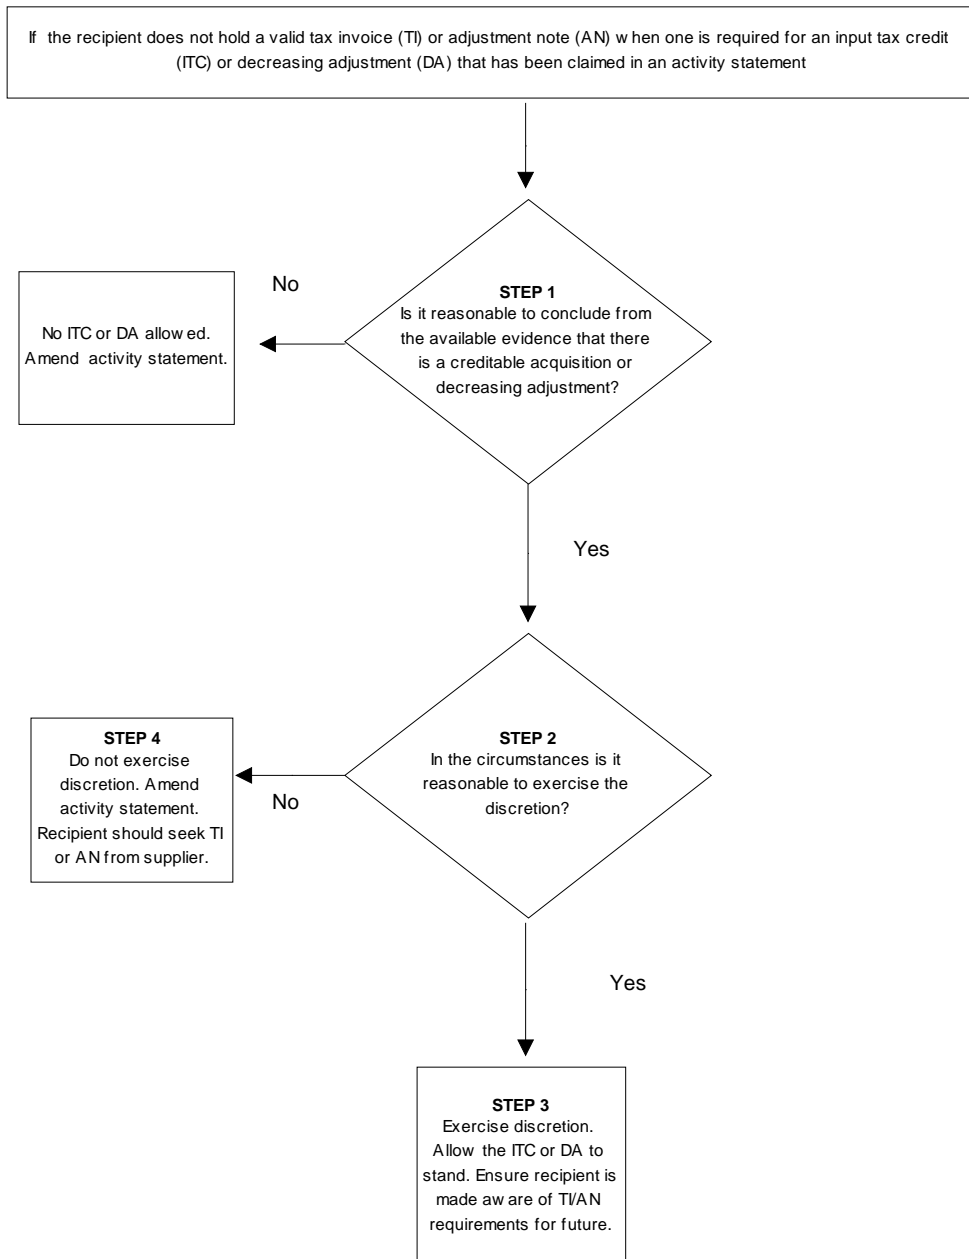 If the recipient does not hold a valid tax invoice (TI) or adjustment note (AN) when one is required for an input tax credit
(ITC) or decreasing adjustment (DA) that has been claimed in an activity statement
No
STEP 1
Is it reasonable to conclude from
the available evidence that there
is a creditable acquisition or
decreasing adjustment?
No ITC or DA allowed.
Amend activity statement.
Yes
STEP 2
In the circumstances is it
reasonable to exercise the
discretion?
No
STEP 4
Do not exercise
discretion. Amend
activity statement.
Recipient should seek TI
or AN from supplier.
Yes
STEP 3
Exercise discretion.
Allow the ITC or DA to
stand. Ensure recipient is
made aware of TI/AN
requirements for future.